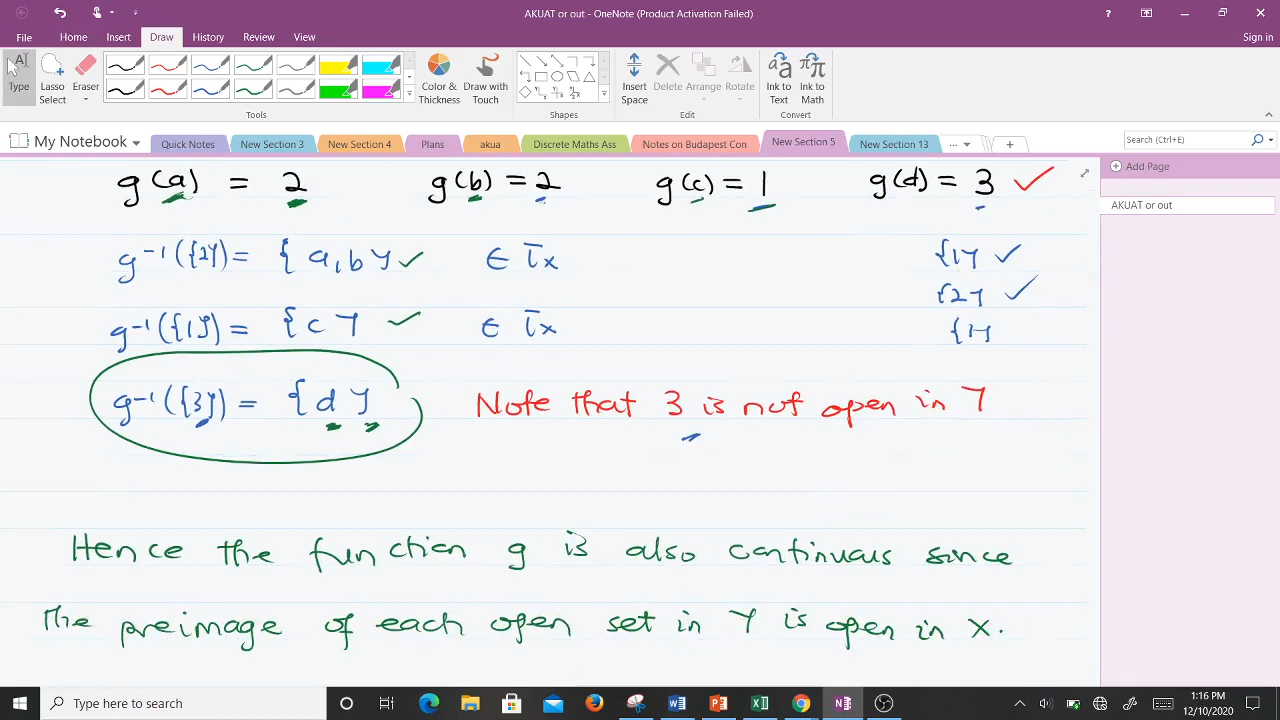 AKUAT or out - OneNote (Product Activation Failed)
File Home Insert Draw History Review View Sign in
Type Lasso Select Eraser Color & Thickness Draw with Touch Insert Space Delete Arrange Rotate Ink to Text Ink to Math
Tools Shapes Edit Convert
My Notebook Quick Notes New Section 3 New Section 4 Plans akua Discrete Maths Ass Notes on Budapest Con New Section 5 New Section 13 ... Search (Ctrl+E)
Add Page
AKUAT or out
g(a) = 2 g(b) = 2 g(c) = 1 g(d) = 3 ✓
g⁻¹({2}) = {a, b} ✓ ∈ τx {1} ✓
{2} ✓
g⁻¹({1}) = {c} ✓ ∈ τx
g⁻¹({3}) = {d} Note that 3 is not open in Y
Hence the function g is also continuous since
the preimage of each open set in Y is open in X.
Type here to search
1:16 PM
12/10/2020